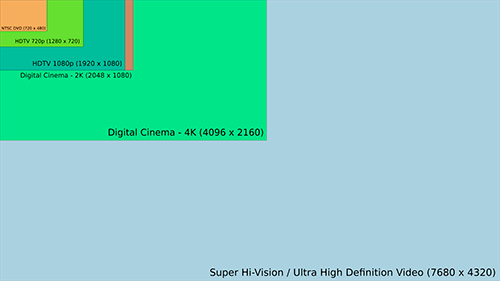 NTSC DVD (720 x 480)
HDTV 720p (1280 x 720)
HDTV 1080p (1920 x 1080)
Digital Cinema - 2K (2048 x 1080)
Digital Cinema - 4K (4096 x 2160)
Super Hi-Vision / Ultra High Definition Video (7680 x 4320)